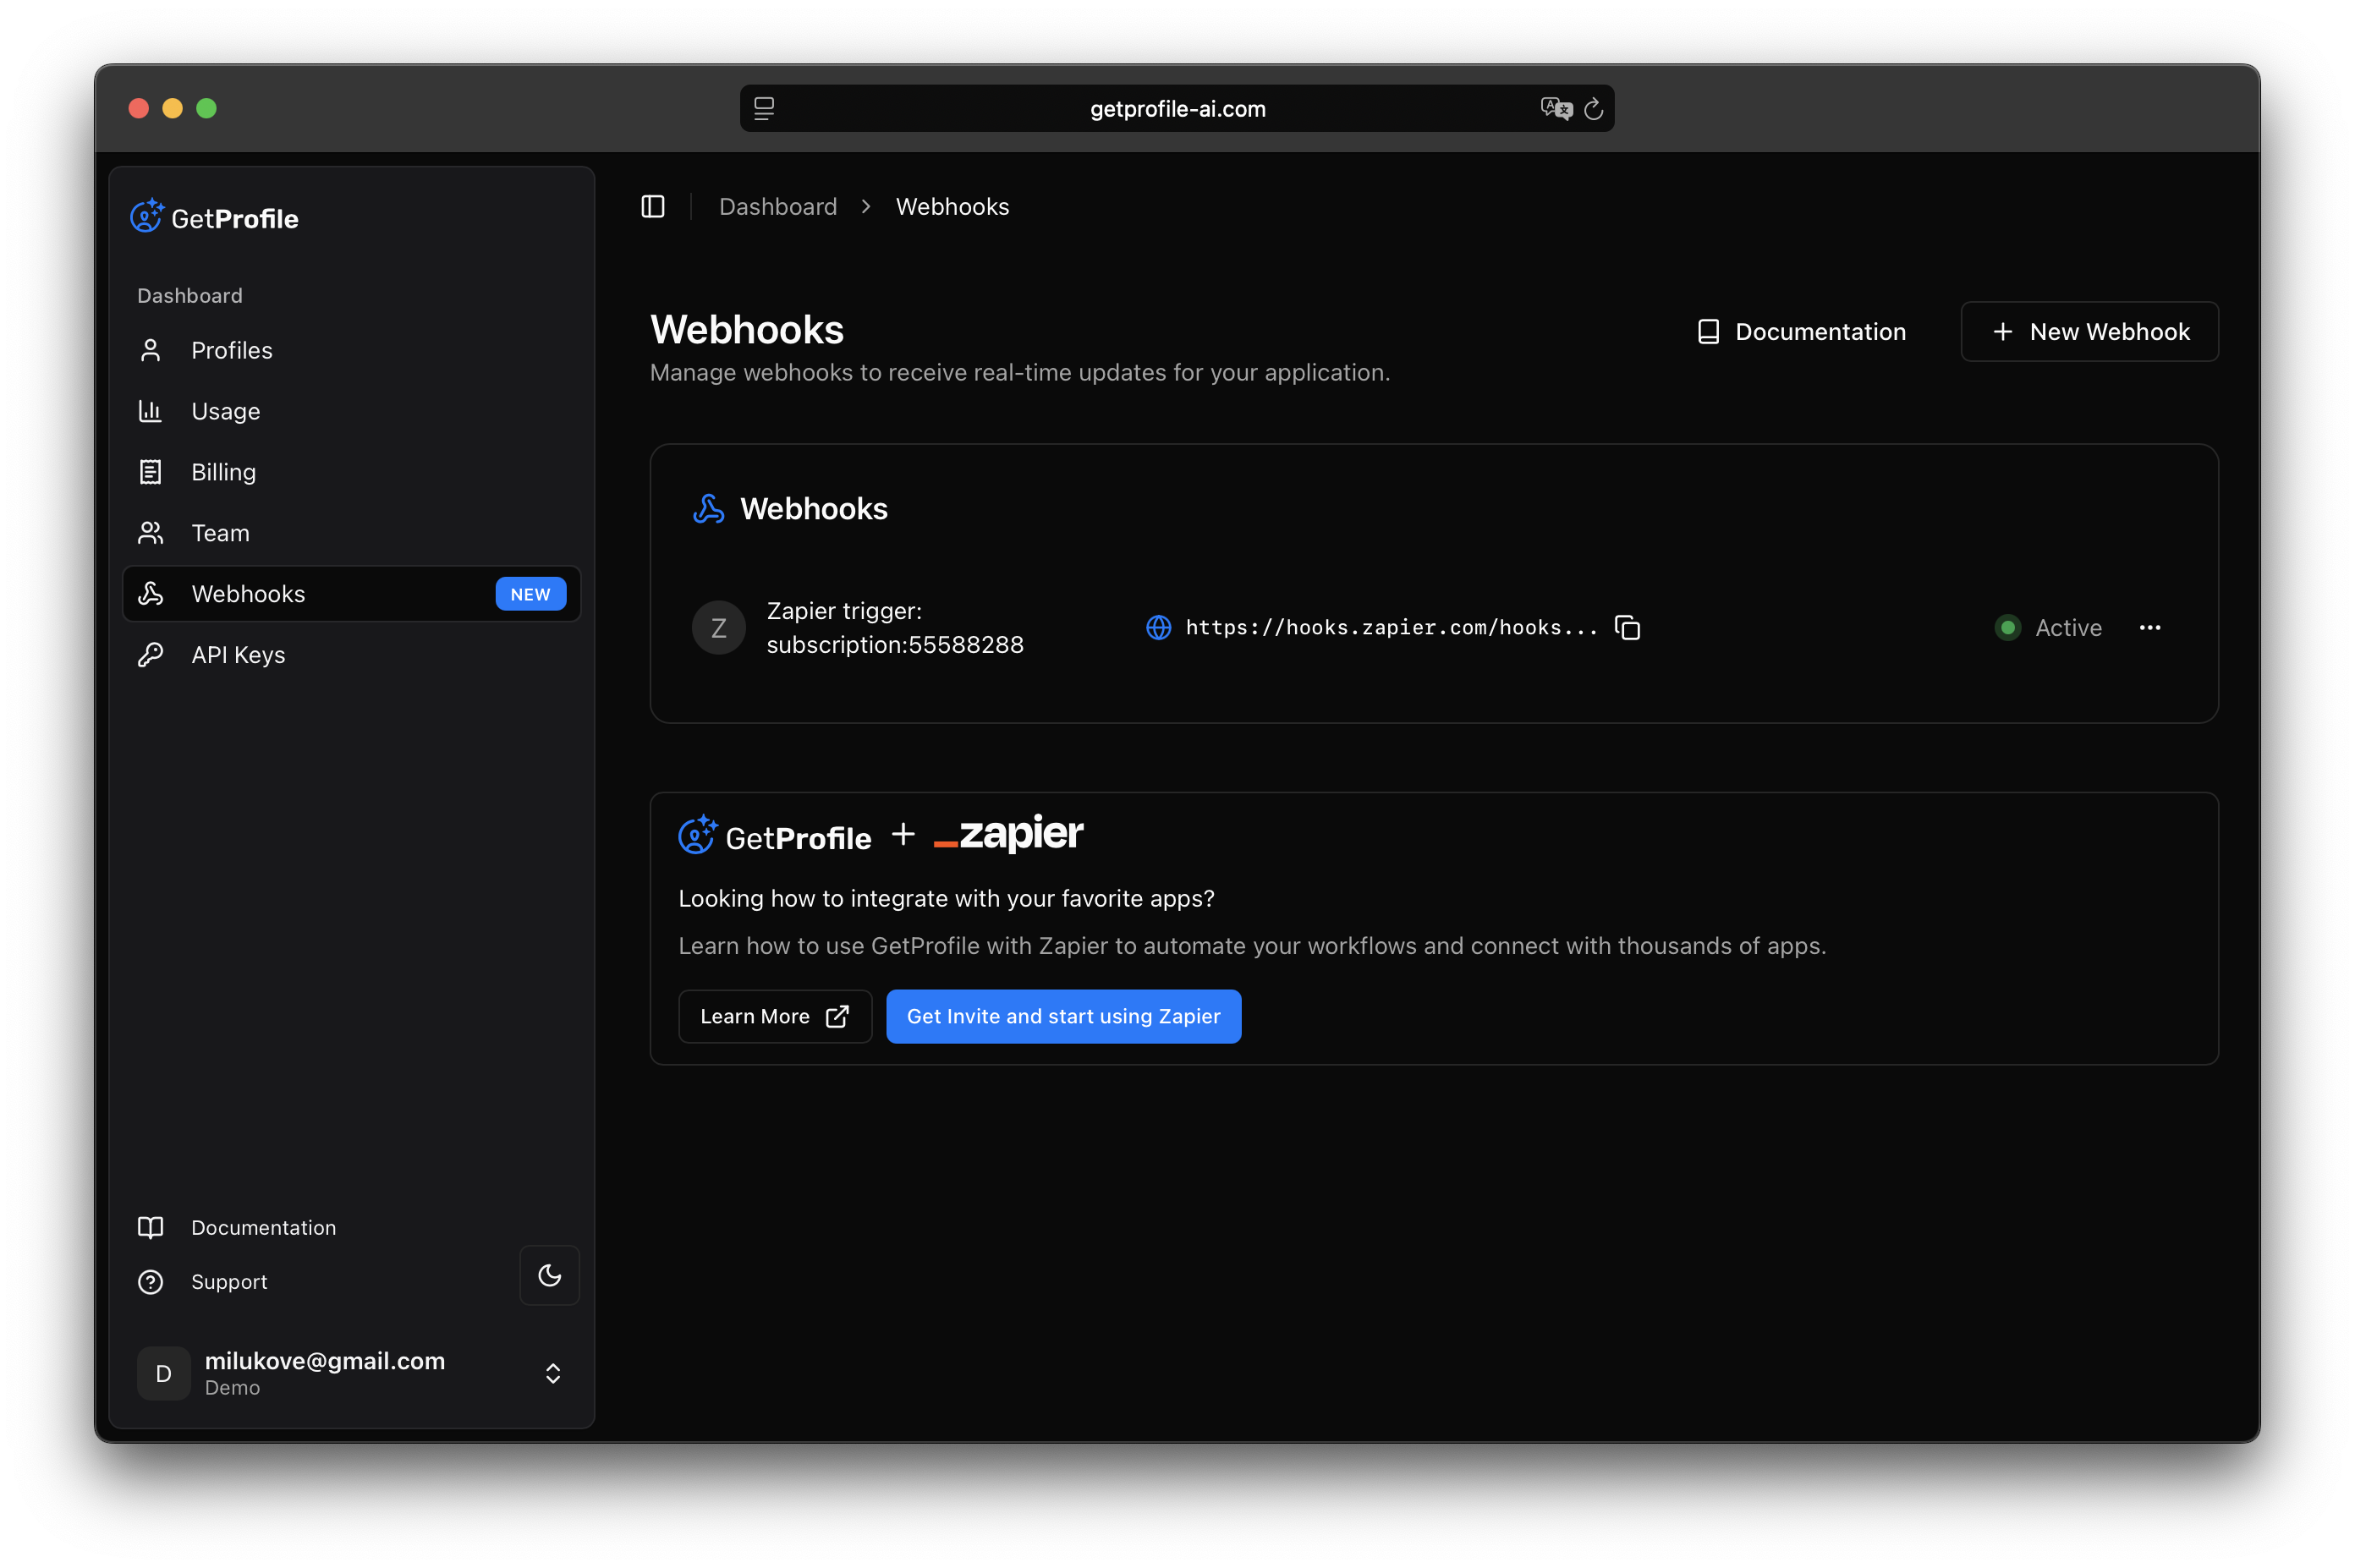 getprofile-ai.com
GetProfile
Dashboard
Profiles
Usage
Billing
Team
Webhooks NEW
API Keys
Documentation
Support
D
milukove@gmail.com
Demo
Dashboard > Webhooks
Webhooks
Manage webhooks to receive real-time updates for your application.
Documentation
+ New Webhook
Webhooks
Z
Zapier trigger:
subscription:55588288
https://hooks.zapier.com/hooks...
Active
GetProfile + _zapier
Looking how to integrate with your favorite apps?
Learn how to use GetProfile with Zapier to automate your workflows and connect with thousands of apps.
Learn More
Get Invite and start using Zapier